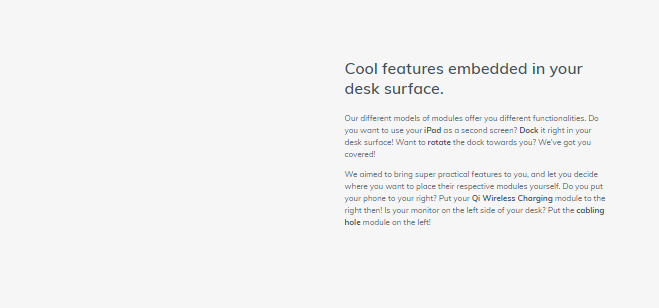 Cool features embedded in your
desk surface.
Our different models of modules offer you different functionalities. Do
you want to use your iPad as a second screen? Dock it right in your
desk surface! Want to rotate the dock towards you? We've got you
covered!
We aimed to bring super practical features to you, and let you decide
where you want to place their respective modules yourself. Do you put
your phone to your right? Put your Qi Wireless Charging module to the
right then! Is your monitor on the left side of your desk? Put the cabling
hole module on the left!